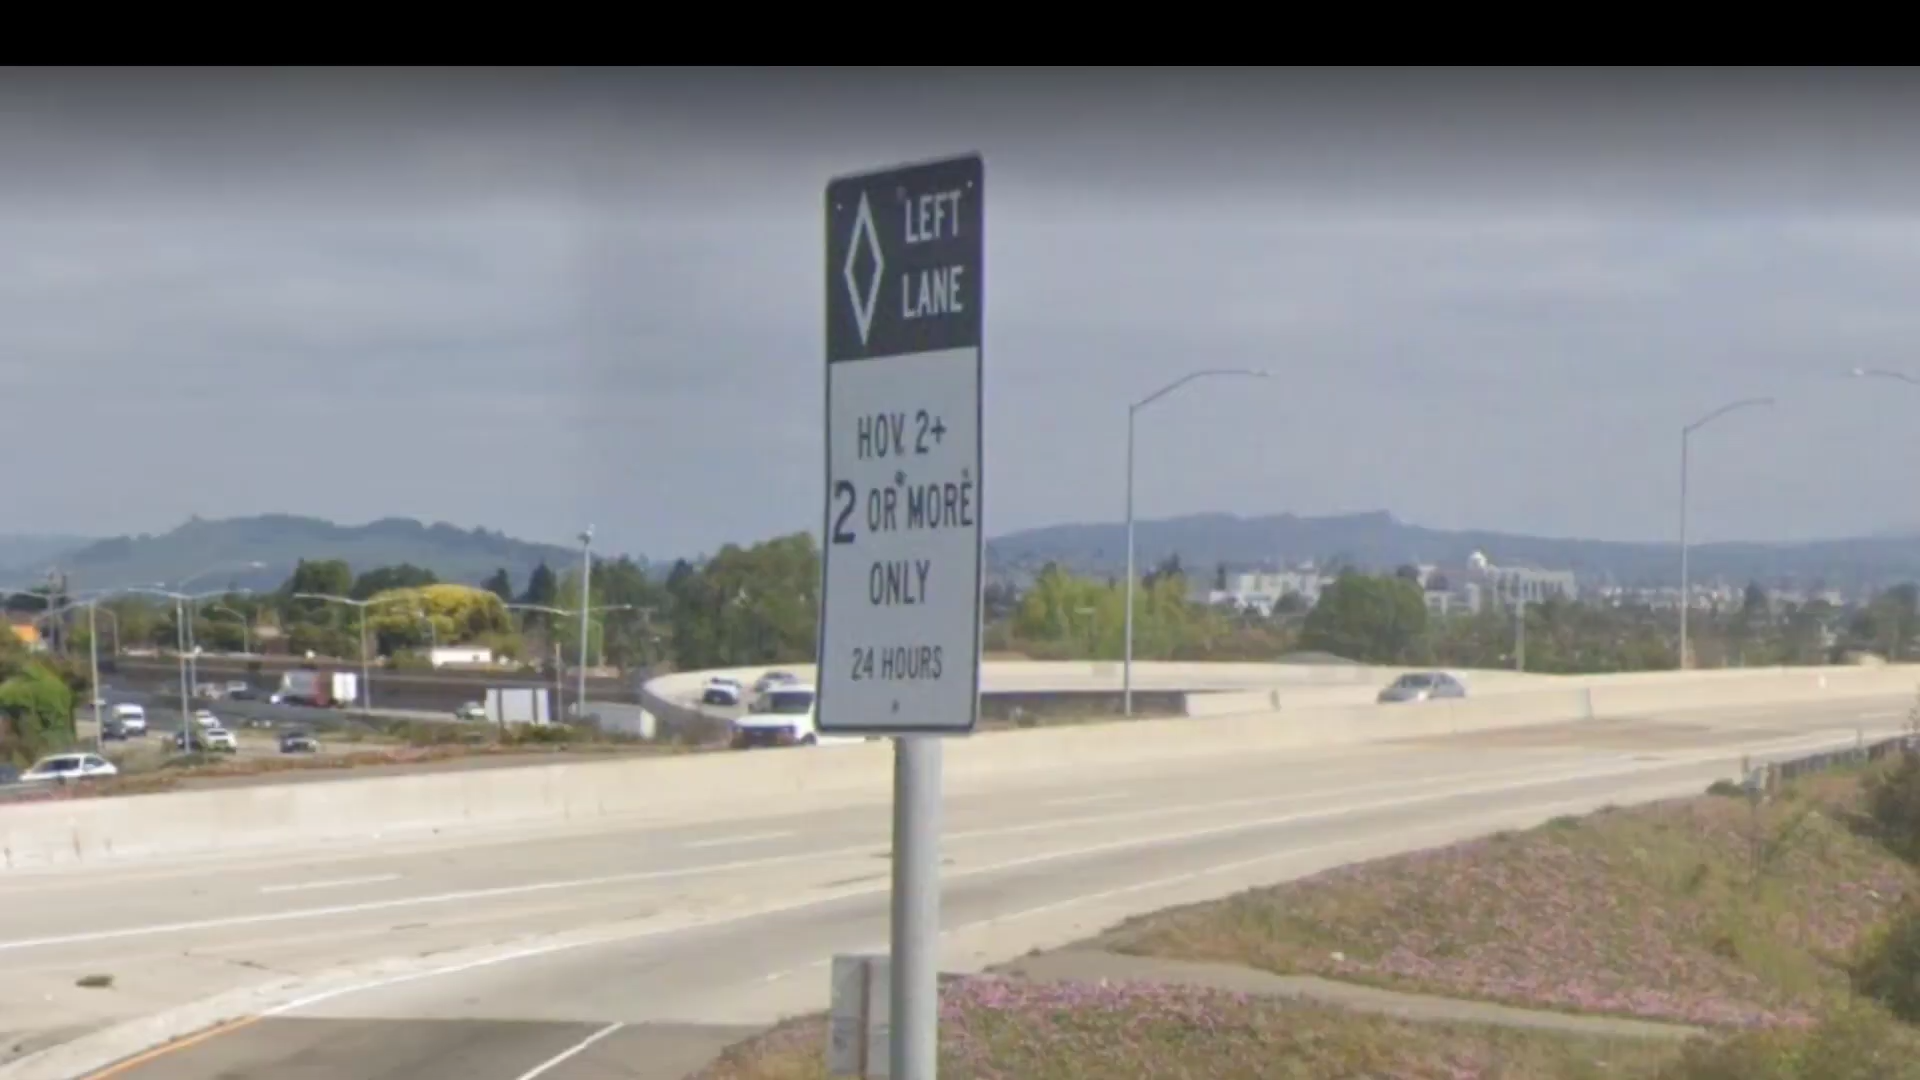 LEFT
LANE
HOV 2+
2 OR MORE
ONLY
24 HOURS